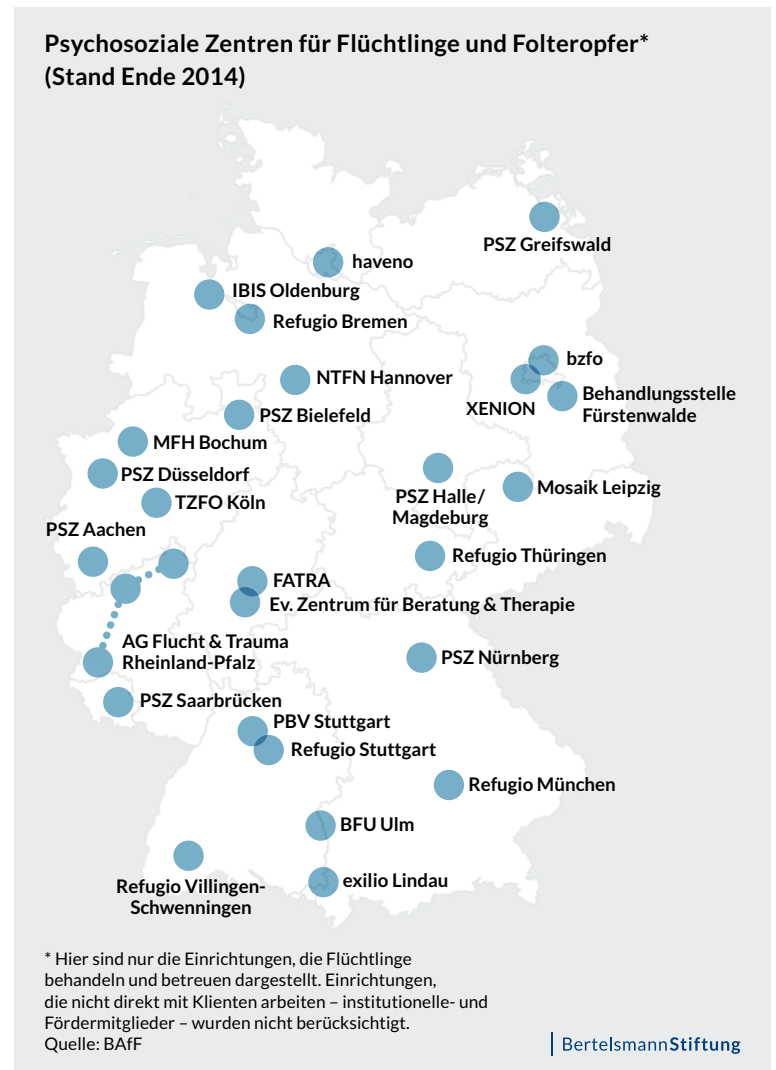 Psychosoziale Zentren für Flüchtlinge und Folteropfer*
(Stand Ende 2014)
PSZ Greifswald
haveno
IBIS Oldenburg
Refugio Bremen
bzfo
NTFN Hannover
XENION
Behandlungsstelle
Fürstenwalde
PSZ Bielefeld
MFH Bochum
PSZ Düsseldorf
TZFO Köln
PSZ Halle/
Magdeburg
Mosaik Leipzig
PSZ Aachen
Refugio Thüringen
FATRA
Ev. Zentrum für Beratung & Therapie
AG Flucht & Trauma
Rheinland-Pfalz
PSZ Nürnberg
PSZ Saarbrücken
PBV Stuttgart
Refugio Stuttgart
Refugio München
BFU Ulm
Refugio Villingen-
Schwenningen
exilio Lindau
* Hier sind nur die Einrichtungen, die Flüchtlinge
behandeln und betreuen dargestellt. Einrichtungen,
die nicht direkt mit Klienten arbeiten – institutionelle- und
Fördermitglieder – wurden nicht berücksichtigt.
Quelle: BAfF
BertelsmannStiftung